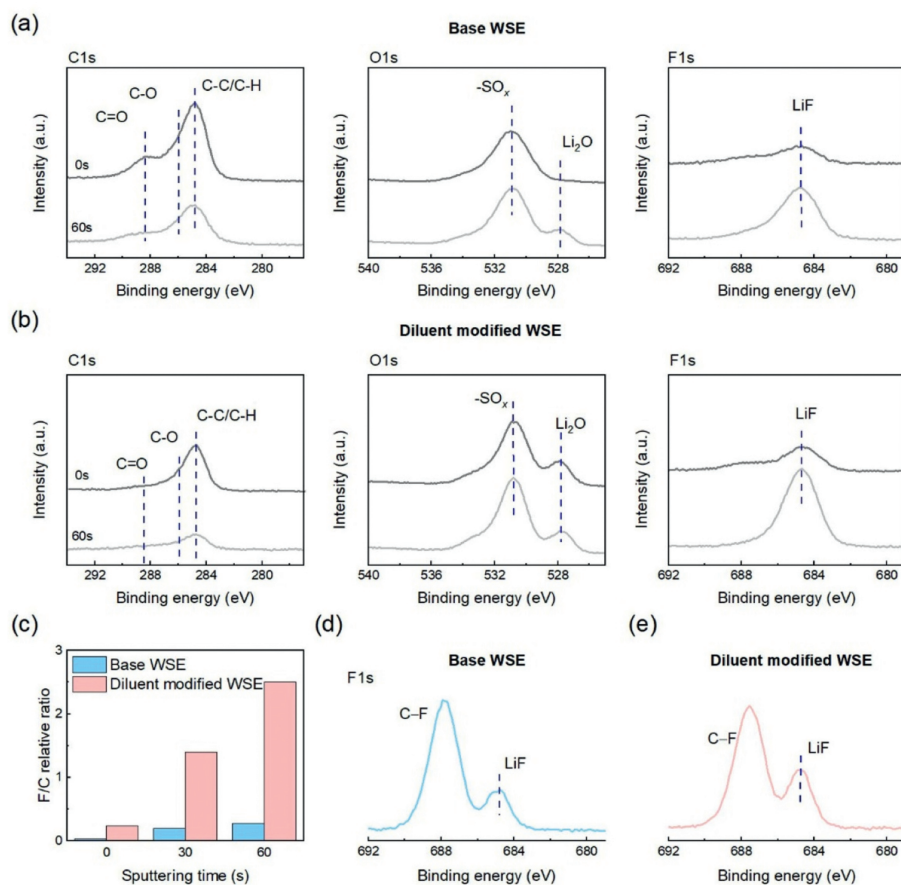 (a)
Base WSE
C1s
O1s
F1s
C-C/C-H
C-O
C=O
0s
60s
-SOx
Li2O
LiF
Intensity (a.u.)
Intensity (a.u.)
Intensity (a.u.)
292 288 284 280
540 536 532 528
692 688 684 680
Binding energy (eV)
Binding energy (eV)
Binding energy (eV)
(b)
Diluent modified WSE
C1s
O1s
F1s
C-C/C-H
C-O
C=O
0s
60s
-SOx
Li2O
LiF
Intensity (a.u.)
Intensity (a.u.)
Intensity (a.u.)
292 288 284 280
540 536 532 528
692 688 684 680
Binding energy (eV)
Binding energy (eV)
Binding energy (eV)
(c)
Base WSE
Diluent modified WSE
F/C relative ratio
3
2
1
0
0 30 60
Sputtering time (s)
(d)
Base WSE
F1s
C–F
LiF
692 688 684 680
Binding energy (eV)
(e)
Diluent modified WSE
C–F
LiF
692 688 684 680
Binding energy (eV)